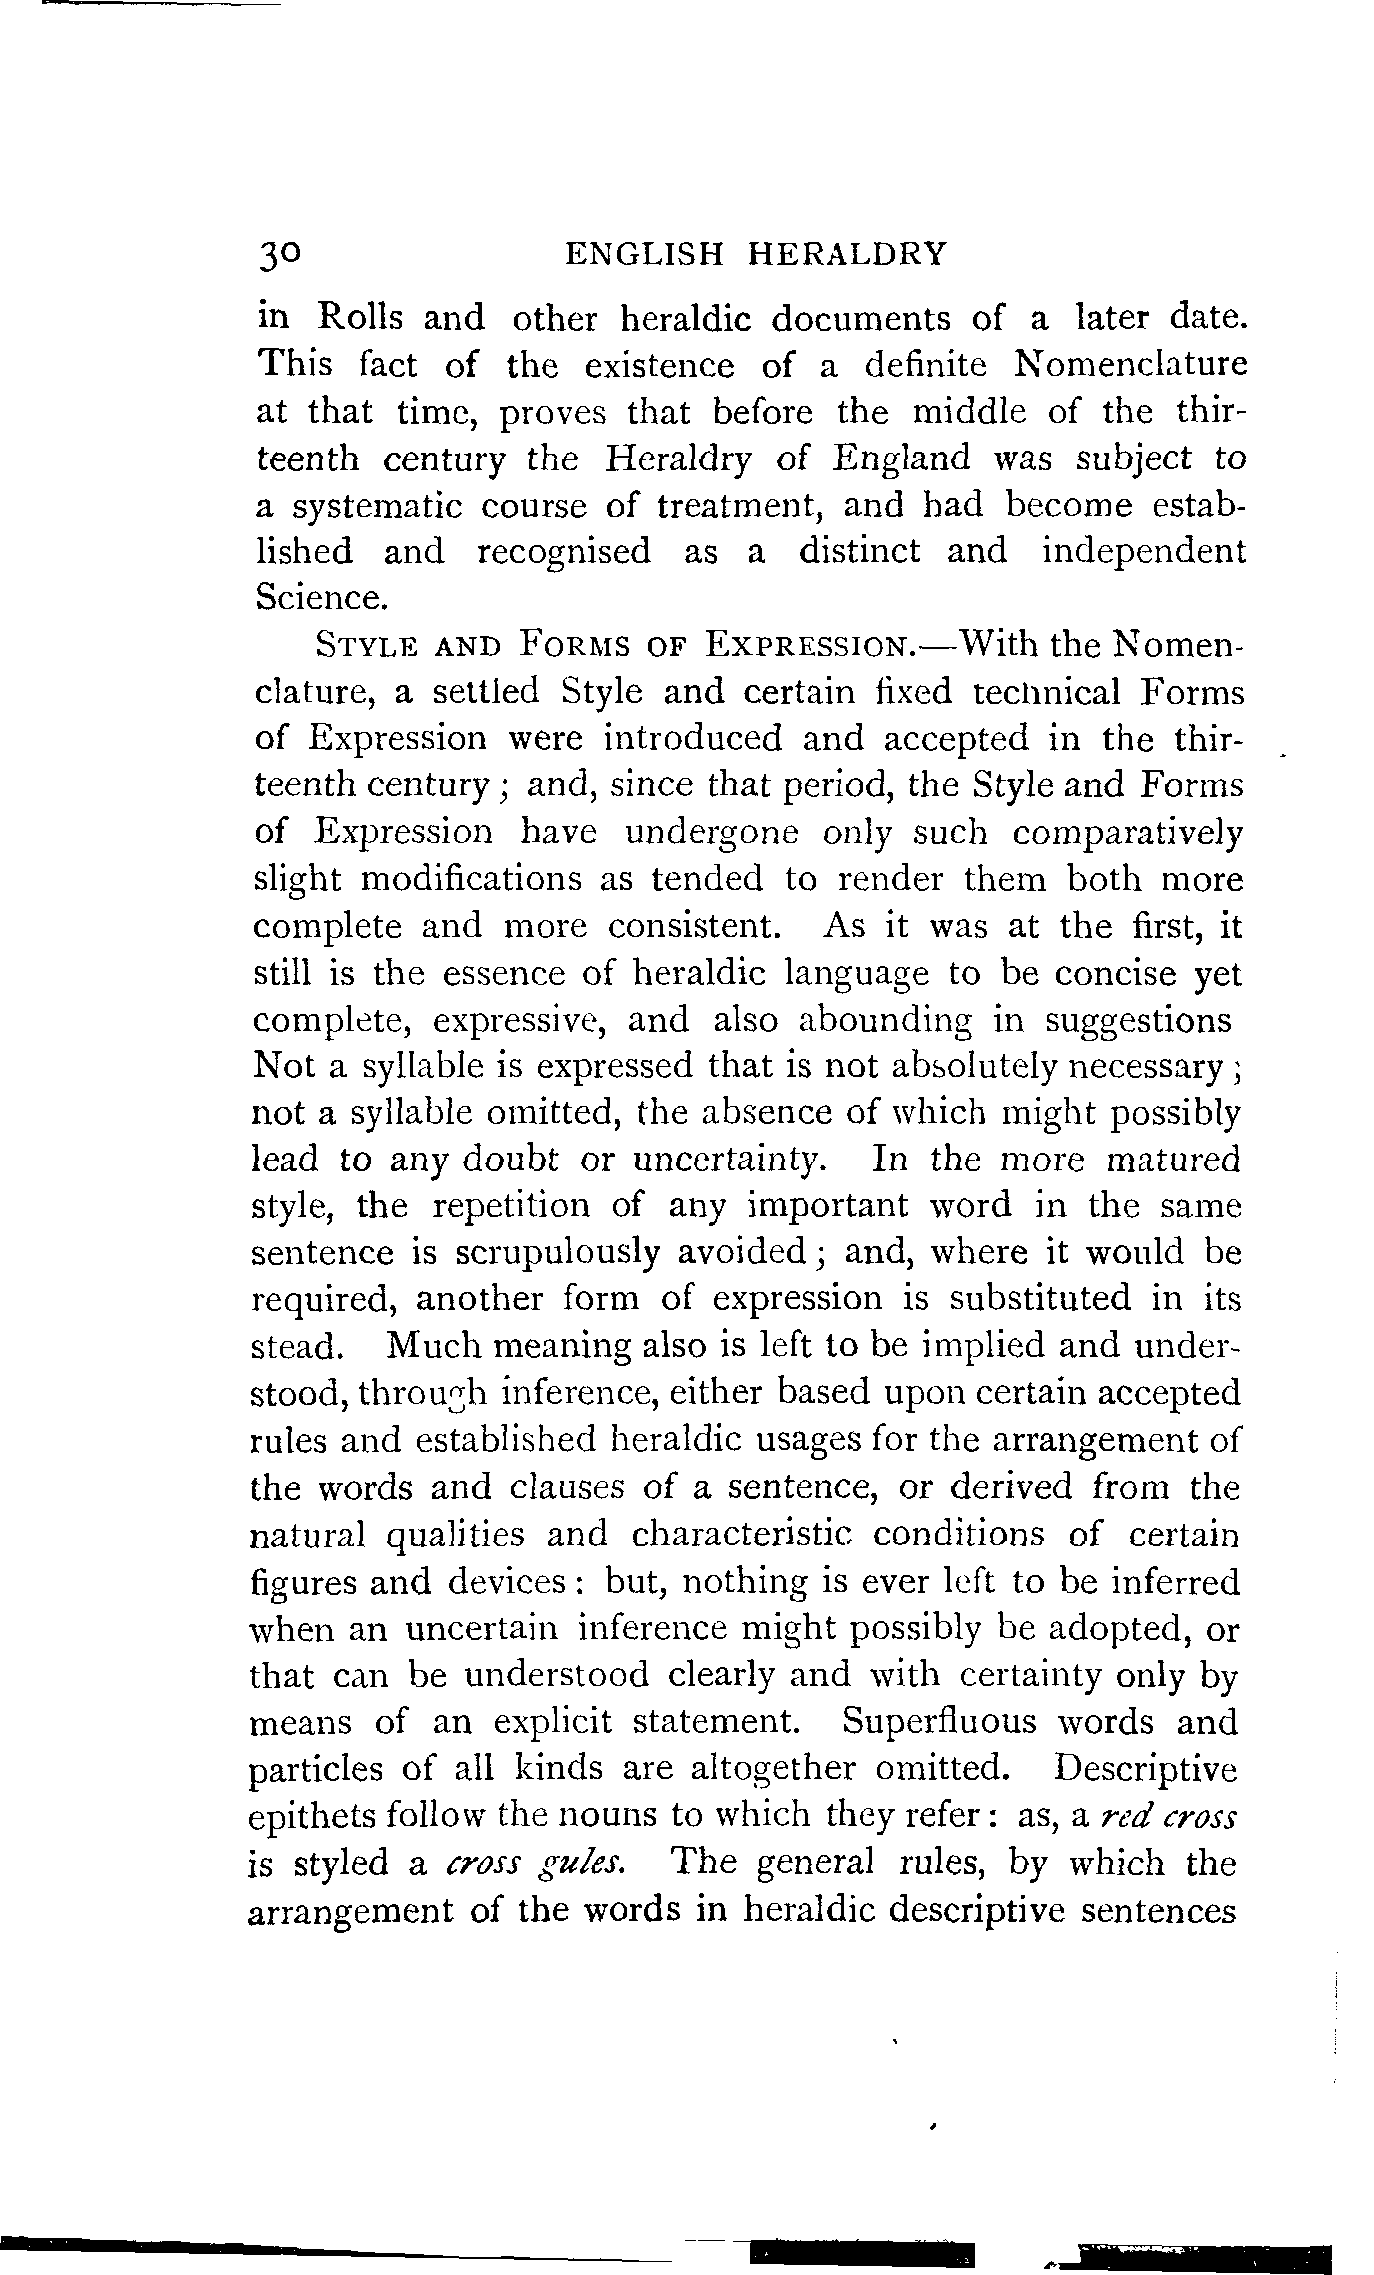 30 ENGLISH HERALDRY
in Rolls and other heraldic documents of a later date.
This fact of the existence of a definite Nomenclature
at that time, proves that before the middle of the thir-
teenth century the Heraldry of England was subject to
a systematic course of treatment, and had become estab-
lished and recognised as a distinct and independent
Science.
STYLE AND FORMS OF EXPRESSION.—With the Nomen-
clature, a settled Style and certain fixed technical Forms
of Expression were introduced and accepted in the thir-
teenth century; and, since that period, the Style and Forms
of Expression have undergone only such comparatively
slight modifications as tended to render them both more
complete and more consistent. As it was at the first, it
still is the essence of heraldic language to be concise yet
complete, expressive, and also abounding in suggestions
Not a syllable is expressed that is not absolutely necessary;
not a syllable omitted, the absence of which might possibly
lead to any doubt or uncertainty. In the more matured
style, the repetition of any important word in the same
sentence is scrupulously avoided; and, where it would be
required, another form of expression is substituted in its
stead. Much meaning also is left to be implied and under-
stood, through inference, either based upon certain accepted
rules and established heraldic usages for the arrangement of
the words and clauses of a sentence, or derived from the
natural qualities and characteristic conditions of certain
figures and devices: but, nothing is ever left to be inferred
when an uncertain inference might possibly be adopted, or
that can be understood clearly and with certainty only by
means of an explicit statement. Superfluous words and
particles of all kinds are altogether omitted. Descriptive
epithets follow the nouns to which they refer: as, a red cross
is styled a cross gules. The general rules, by which the
arrangement of the words in heraldic descriptive sentences